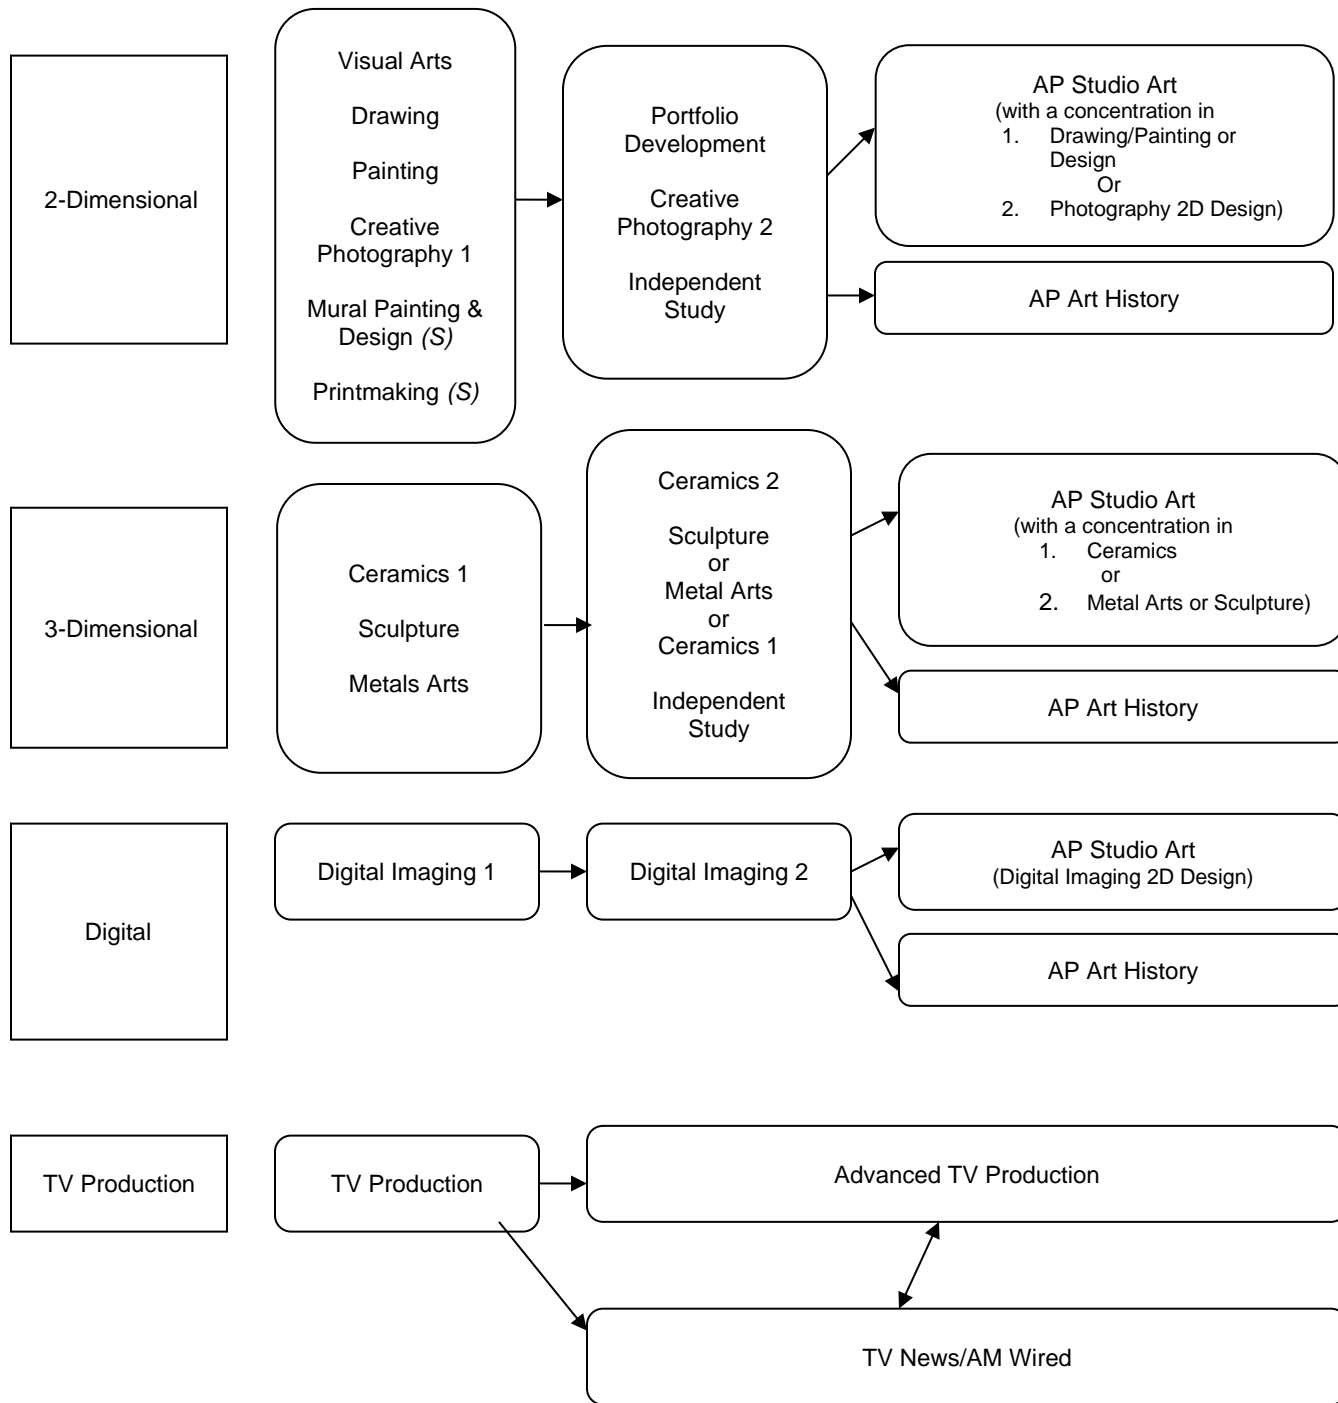 2-Dimensional
Visual Arts
Drawing
Painting
Creative
Photography 1
Mural Painting &
Design (S)
Printmaking (S)
Portfolio
Development
Creative
Photography 2
Independent
Study
AP Studio Art
(with a concentration in
1. Drawing/Painting or
Design
Or
2. Photography 2D Design)
AP Art History
3-Dimensional
Ceramics 1
Sculpture
Metals Arts
Ceramics 2
Sculpture
or
Metal Arts
or
Ceramics 1
Independent
Study
AP Studio Art
(with a concentration in
1. Ceramics
or
2. Metal Arts or Sculpture)
AP Art History
Digital
Digital Imaging 1
Digital Imaging 2
AP Studio Art
(Digital Imaging 2D Design)
AP Art History
TV Production
TV Production
Advanced TV Production
TV News/AM Wired